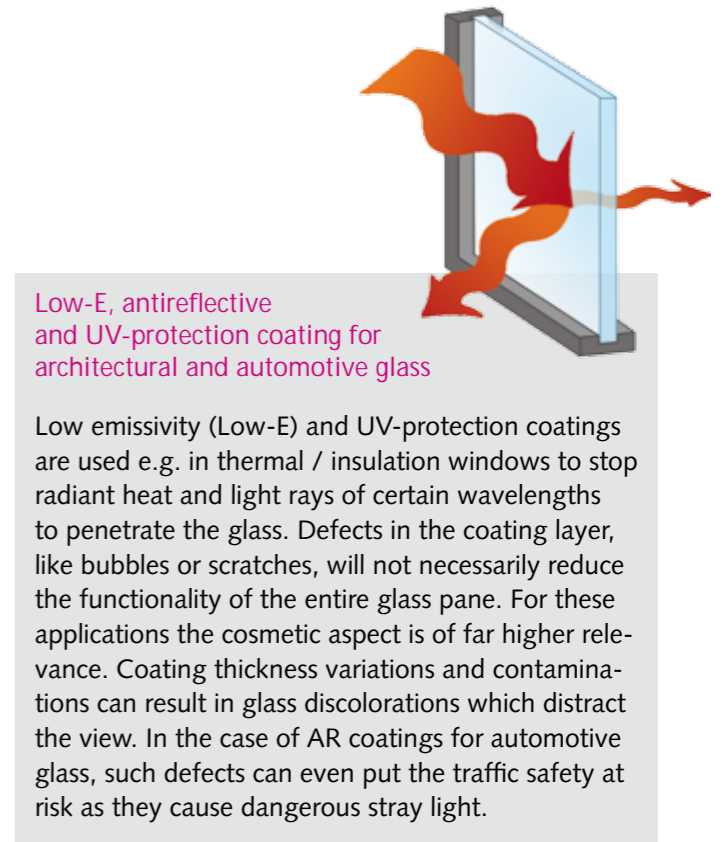 Low-E, antireflective
and UV-protection coating for
architectural and automotive glass
Low emissivity (Low-E) and UV-protection coatings
are used e.g. in thermal / insulation windows to stop
radiant heat and light rays of certain wavelengths
to penetrate the glass. Defects in the coating layer,
like bubbles or scratches, will not necessarily reduce
the functionality of the entire glass pane. For these
applications the cosmetic aspect is of far higher rele-
vance. Coating thickness variations and contamina-
tions can result in glass discolorations which distract
the view. In the case of AR coatings for automotive
glass, such defects can even put the traffic safety at
risk as they cause dangerous stray light.